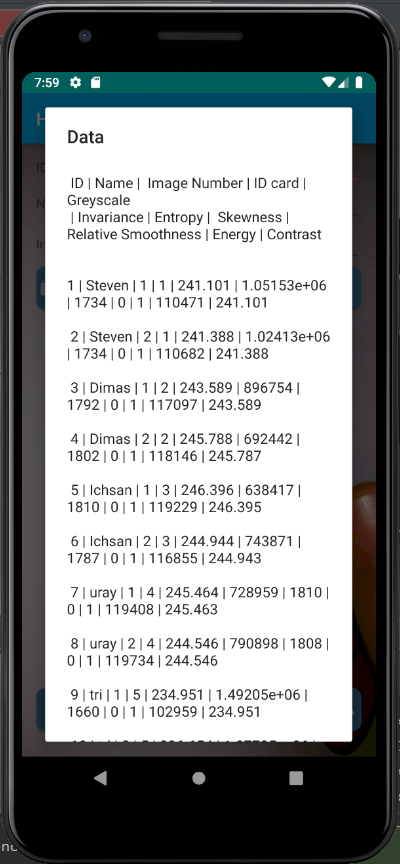 7:59
Data
ID | Name | Image Number | ID card |
Greyscale
| Invariance | Entropy | Skewness |
Relative Smoothness | Energy | Contrast
1 | Steven | 1 | 1 | 241.101 | 1.05153e+06
| 1734 | 0 | 1 | 110471 | 241.101
2 | Steven | 2 | 1 | 241.388 | 1.02413e+06
| 1734 | 0 | 1 | 110682 | 241.388
3 | Dimas | 1 | 2 | 243.589 | 896754 |
1792 | 0 | 1 | 117097 | 243.589
4 | Dimas | 2 | 2 | 245.788 | 692442 |
1802 | 0 | 1 | 118146 | 245.787
5 | Ichsan | 1 | 3 | 246.396 | 638417 |
1810 | 0 | 1 | 119229 | 246.395
6 | Ichsan | 2 | 3 | 244.944 | 743871 |
1787 | 0 | 1 | 116855 | 244.943
7 | uray | 1 | 4 | 245.464 | 728959 | 1810 |
0 | 1 | 119408 | 245.463
8 | uray | 2 | 4 | 244.546 | 790898 | 1808 |
0 | 1 | 119734 | 244.546
9 | tri | 1 | 5 | 234.951 | 1.49205e+06 |
1660 | 0 | 1 | 102959 | 234.951